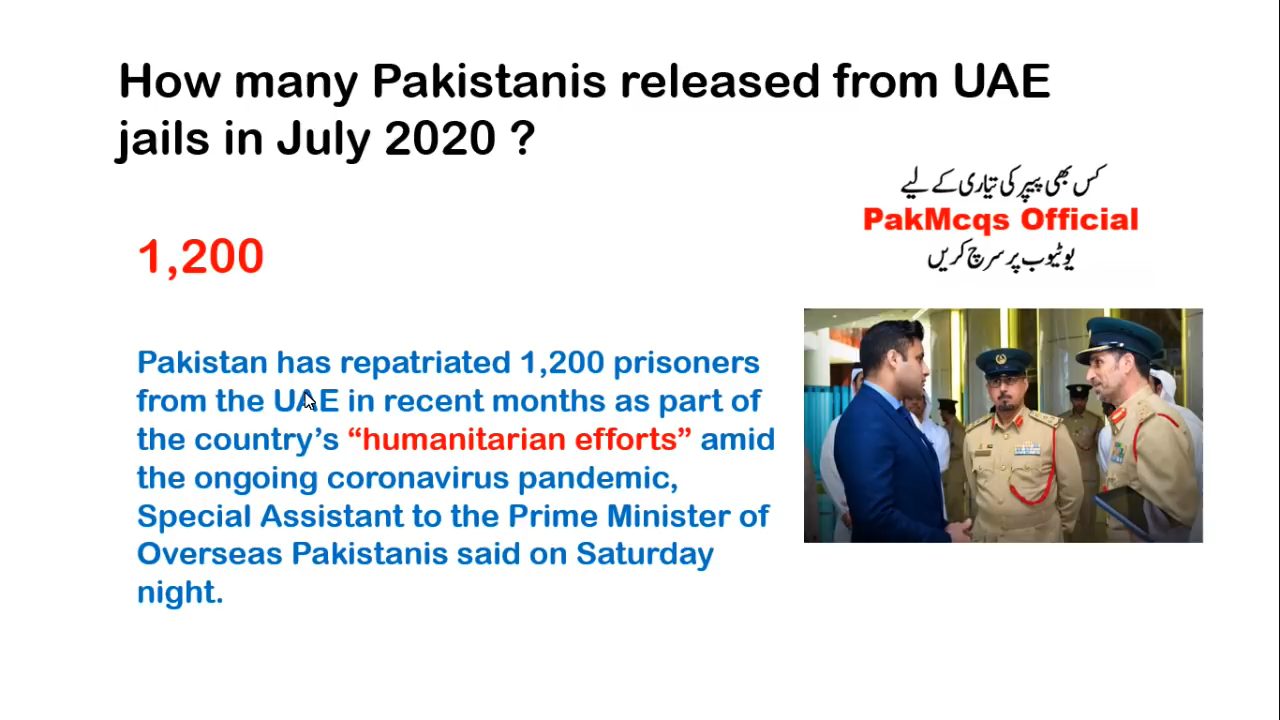 How many Pakistanis released from UAE
jails in July 2020 ?
کس بھی پیپر کی تیاری کے لیے
PakMcqs Official
یوٹیوب پر سرچ کریں
1,200
Pakistan has repatriated 1,200 prisoners
from the UAE in recent months as part of
the country’s “humanitarian efforts” amid
the ongoing coronavirus pandemic,
Special Assistant to the Prime Minister of
Overseas Pakistanis said on Saturday
night.